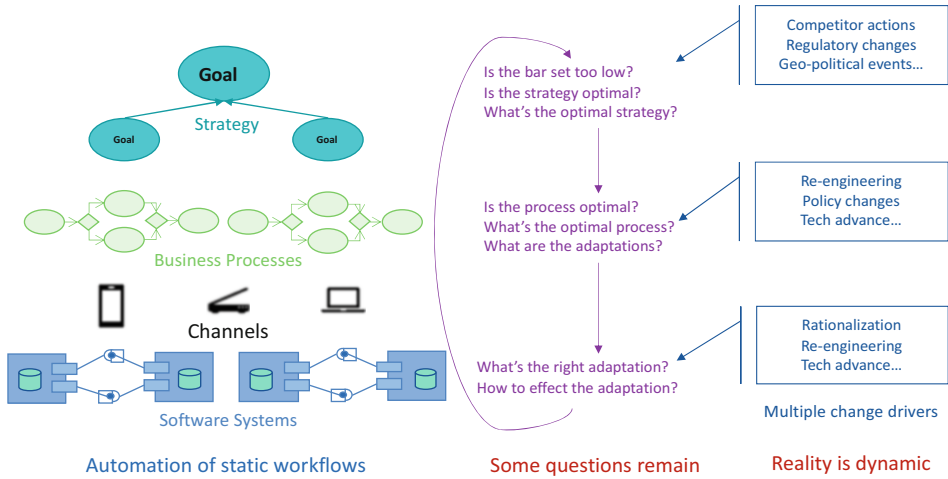 Goal
Strategy
Goal
Goal
Business Processes
Channels
Software Systems
Automation of static workflows
Is the bar set too low?
Is the strategy optimal?
What's the optimal strategy?
Is the process optimal?
What's the optimal process?
What are the adaptations?
What's the right adaptation?
How to effect the adaptation?
Some questions remain
Competitor actions
Regulatory changes
Geo-political events…
Re-engineering
Policy changes
Tech advance…
Rationalization
Re-engineering
Tech advance…
Multiple change drivers
Reality is dynamic